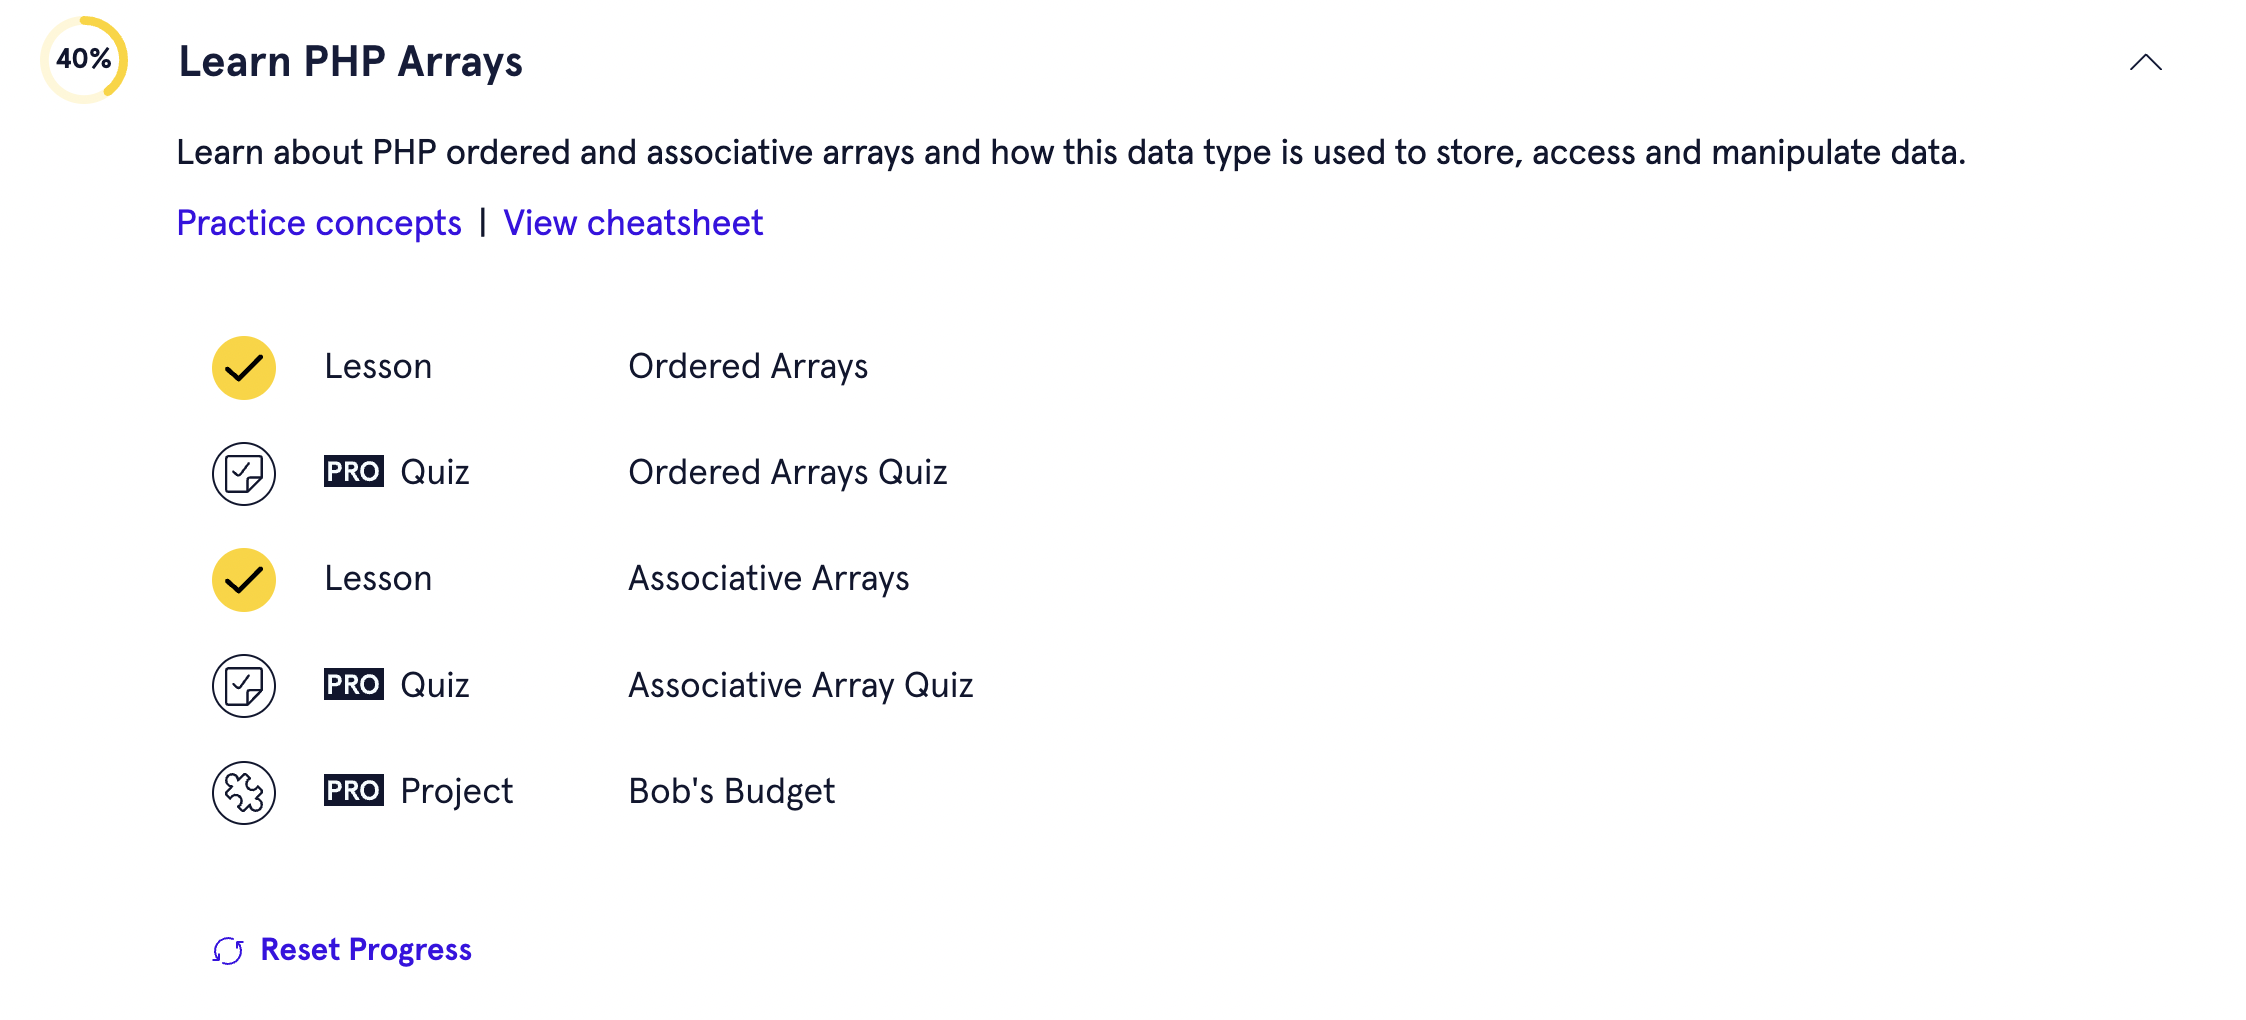 40% Learn PHP Arrays
Learn about PHP ordered and associative arrays and how this data type is used to store, access and manipulate data.
Practice concepts | View cheatsheet
Lesson Ordered Arrays
PRO Quiz Ordered Arrays Quiz
Lesson Associative Arrays
PRO Quiz Associative Array Quiz
PRO Project Bob's Budget
Reset Progress